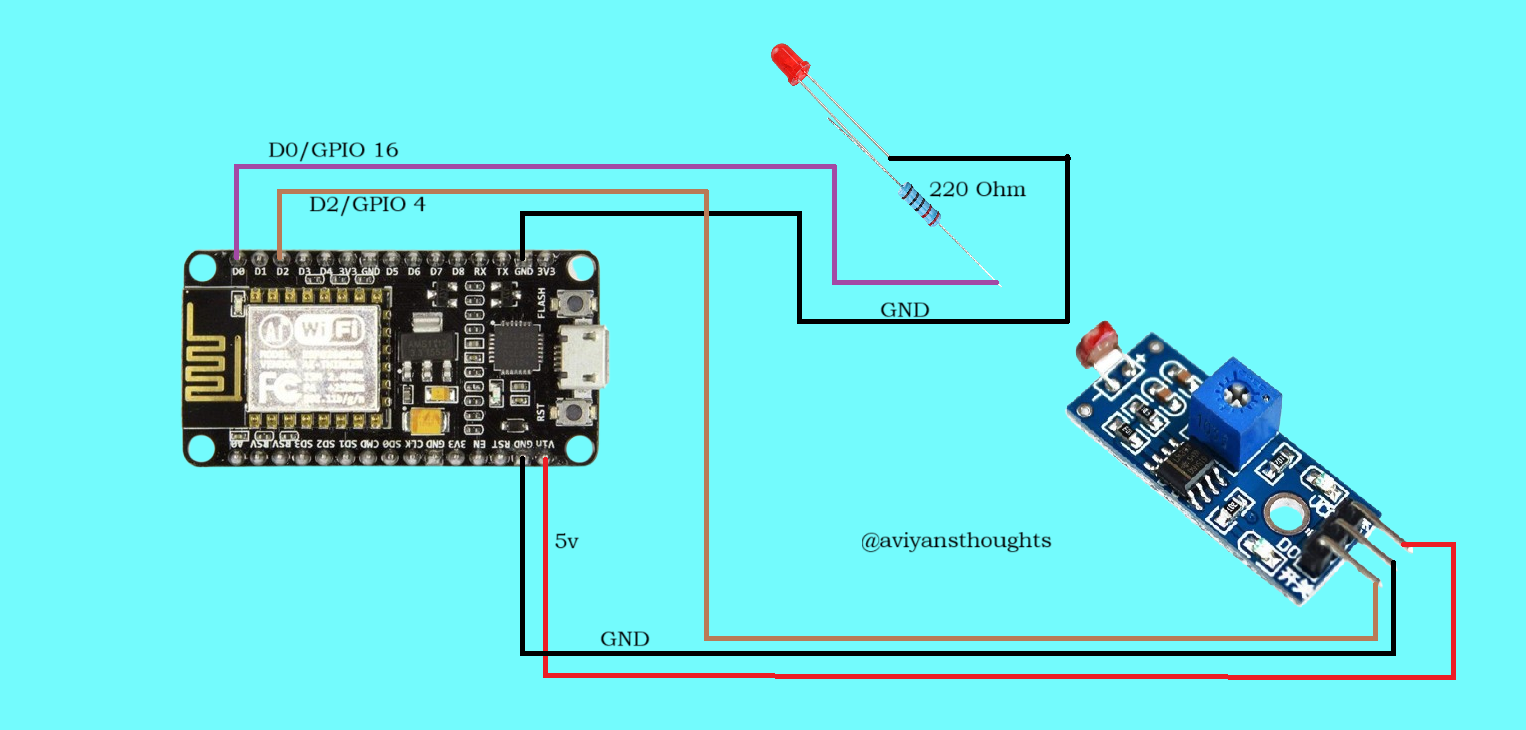 D0/GPIO 16
220 Ohm
D2/GPIO 4
D0 D1 D2 D3 D4 3V3 GND D5 D6 D7 D8 RX TX GND 3V3
FLASH
WiFi
FC
RST
GND
A0 RSV RSV SD3 SD2 SD1 CMD SD0 CLK GND 3V3 EN RST GND Vin
5v
@aviyansthoughts
DO
GND